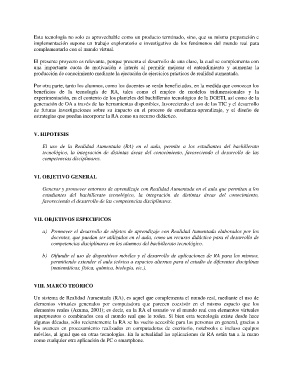 Esta tecnología no solo es aprovechable como un producto terminado, sino, que su misma preparación e
implementación supone un trabajo exploratorio e investigativo de los fenómenos del mundo real para
complementarlo con el mundo virtual.
El presente proyecto es relevante, porque presenta el desarrollo de una clase, la cual se complementa con
una importante cuota de motivación e interés al permitir mejorar el entendimiento y aumentar la
producción de conocimiento mediante la ejecución de ejercicios prácticos de realidad aumentada.
Por otra parte, tanto los alumnos, como los docentes se verán beneficiados, en la medida que conozcan los
beneficios de la tecnología de RA, tales como el empleo de modelos tridimensionales y la
experimentación, en el contexto de los planteles del bachillerato tecnológico de la DGETI, así como de la
generación de OA a través de las herramientas disponibles, favoreciendo el uso de las TIC y el desarrollo
de futuras investigaciones sobre su impacto en el proceso de enseñanza-aprendizaje, y el diseño de
estrategias que puedan incorporar la RA como un recurso didáctico.
V. HIPOTESIS
El uso de la Realidad Aumentada (RA) en el aula, permite a los estudiantes del bachillerato
tecnológico, la integración de distintas áreas del conocimiento, favoreciendo el desarrollo de las
competencias disciplinares.
VI. OBJETIVO GENERAL
Generar y promover entornos de aprendizaje con Realidad Aumentada en el aula que permitan a los
estudiantes del bachillerato tecnológico, la integración de distintas áreas del conocimiento,
favoreciendo el desarrollo de las competencias disciplinares.
VII. OBJETIVOS ESPECIFICOS
a) Promover el desarrollo de objetos de aprendizaje con Realidad Aumentada elaborados por los
docentes, que puedan ser utilizados en el aula, como un recurso didáctico para el desarrollo de
competencias disciplinares en los alumnos del bachillerato tecnológico.
b) Difundir el uso de dispositivos móviles y el desarrollo de aplicaciones de RA para los mismos,
permitiendo extender el aula teórica a espacios abiertos para el estudio de diferentes disciplinas
(matemáticas, física, química, biología, etc.).
VIII. MARCO TEORICO
Un sistema de Realidad Aumentada (RA), es aquel que complementa el mundo real, mediante el uso de
elementos virtuales generados por computadora que parecen coexistir en el mismo espacio que los
elementos reales (Azuma, 2001), es decir, en la RA el usuario ve el mundo real con elementos virtuales
superpuestos o combinados con el mundo real que lo rodea. Si bien esta tecnología existe desde hace
algunas décadas, sólo recientemente la RA se ha vuelto accesible para las personas en general, gracias a
los avances en procesamiento realizados en computadoras de escritorio, notebooks e incluso equipos
móviles, al igual que en otras tecnologías. En la actualidad las aplicaciones de RA están tan a la mano
como cualquier otra aplicación de PC o smartphone.